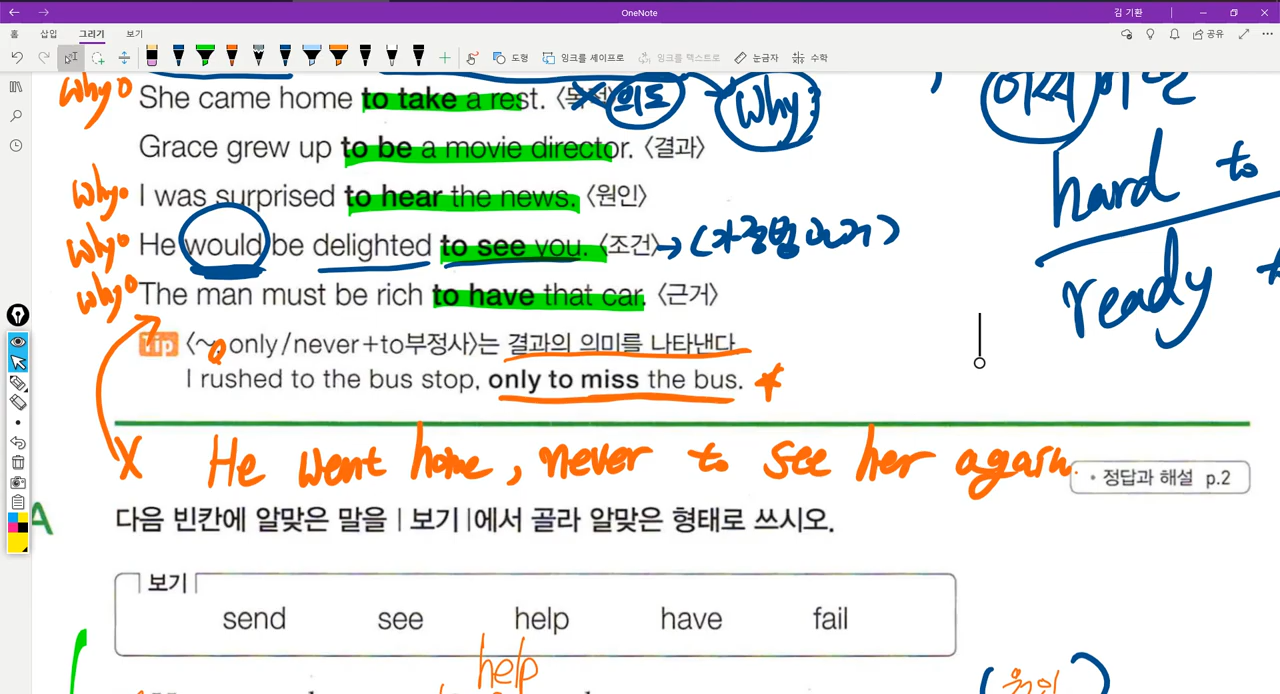 OneNote
김 기환
홈 삽입 그리기 보기
공유
도형 잉크를 셰이프로 잉크를 텍스트로 눈금자 수학
why
She came home to take a rest. 〈목적〉 의도 why?
Grace grew up to be a movie director. 〈결과〉
hard to
why
I was surprised to hear the news. 〈원인〉
why
He would be delighted to see you. 〈조건〉→ (가정법
ready
why
The man must be rich to have that car. 〈근거〉
Tip 〈~, only/never+to부정사〉는 결과의 의미를 나타낸다.
I rushed to the bus stop, only to miss the bus.
X He went home, never to see her again.
• 정답과 해설 p.2
A 다음 빈칸에 알맞은 말을 | 보기 |에서 골라 알맞은 형태로 쓰시오.
보기
send see help have fail
help